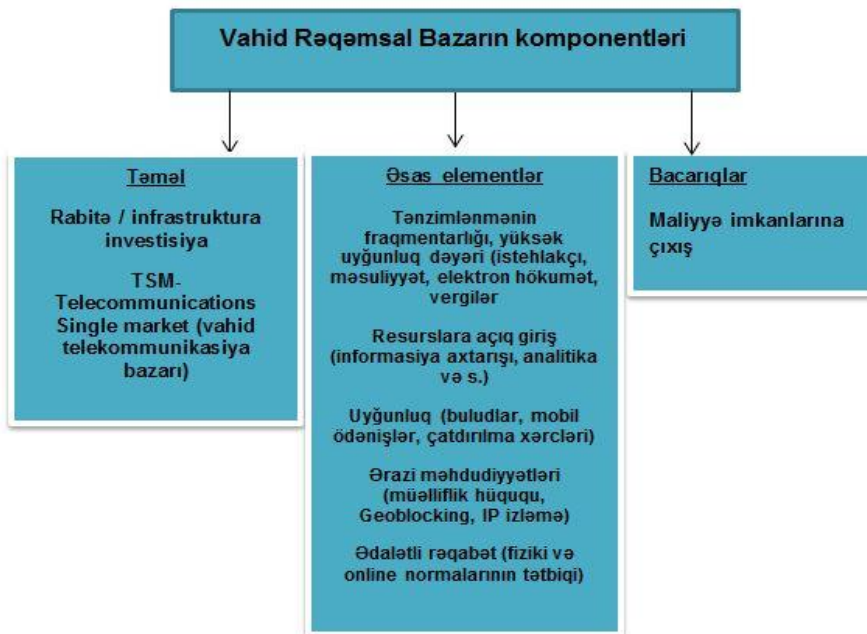 Vahid Rəqəmsal Bazarın komponentləri
Təməl
Rabitə / infrastruktura
investisiya
TSM-
Telecommunications
Single market (vahid
telekommunikasiya
bazarı)
Əsas elementlər
Tənzimlənmənin
fraqmentarlığı, yüksək
uyğunluq dəyəri (istehlakçı,
məsuliyyət, elektron hökumət,
vergilər
Resurslara açıq giriş
(informasiya axtarışı, analitika
və s.)
Uyğunluq (buludlar, mobil
ödənişlər, çatdırılma xərcləri)
Ərazi məhdudiyyətləri
(müəlliflik hüququ,
Geoblocking, IP izləmə)
Ədalətli rəqabət (fiziki və
online normalarının tətbiqi)
Bacarıqlar
Maliyyə imkanlarına
çıxış